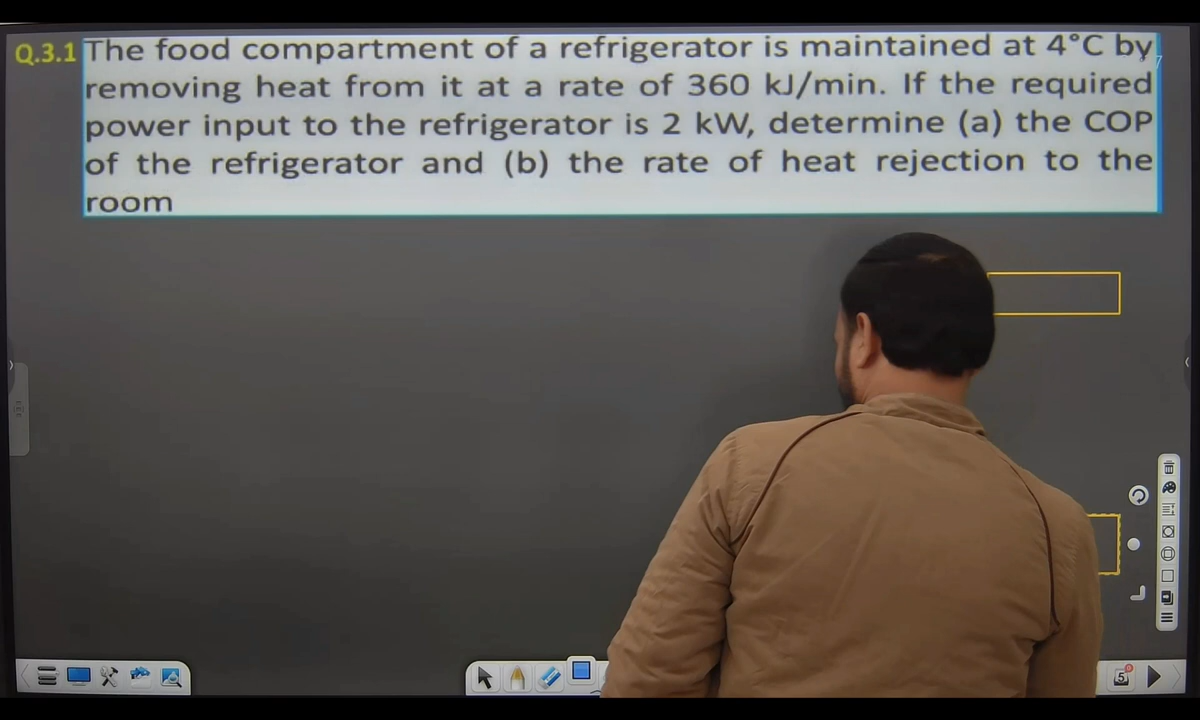 Q.3.1 The food compartment of a refrigerator is maintained at 4°C by
removing heat from it at a rate of 360 kJ/min. If the required
power input to the refrigerator is 2 kW, determine (a) the COP
of the refrigerator and (b) the rate of heat rejection to the
room
5